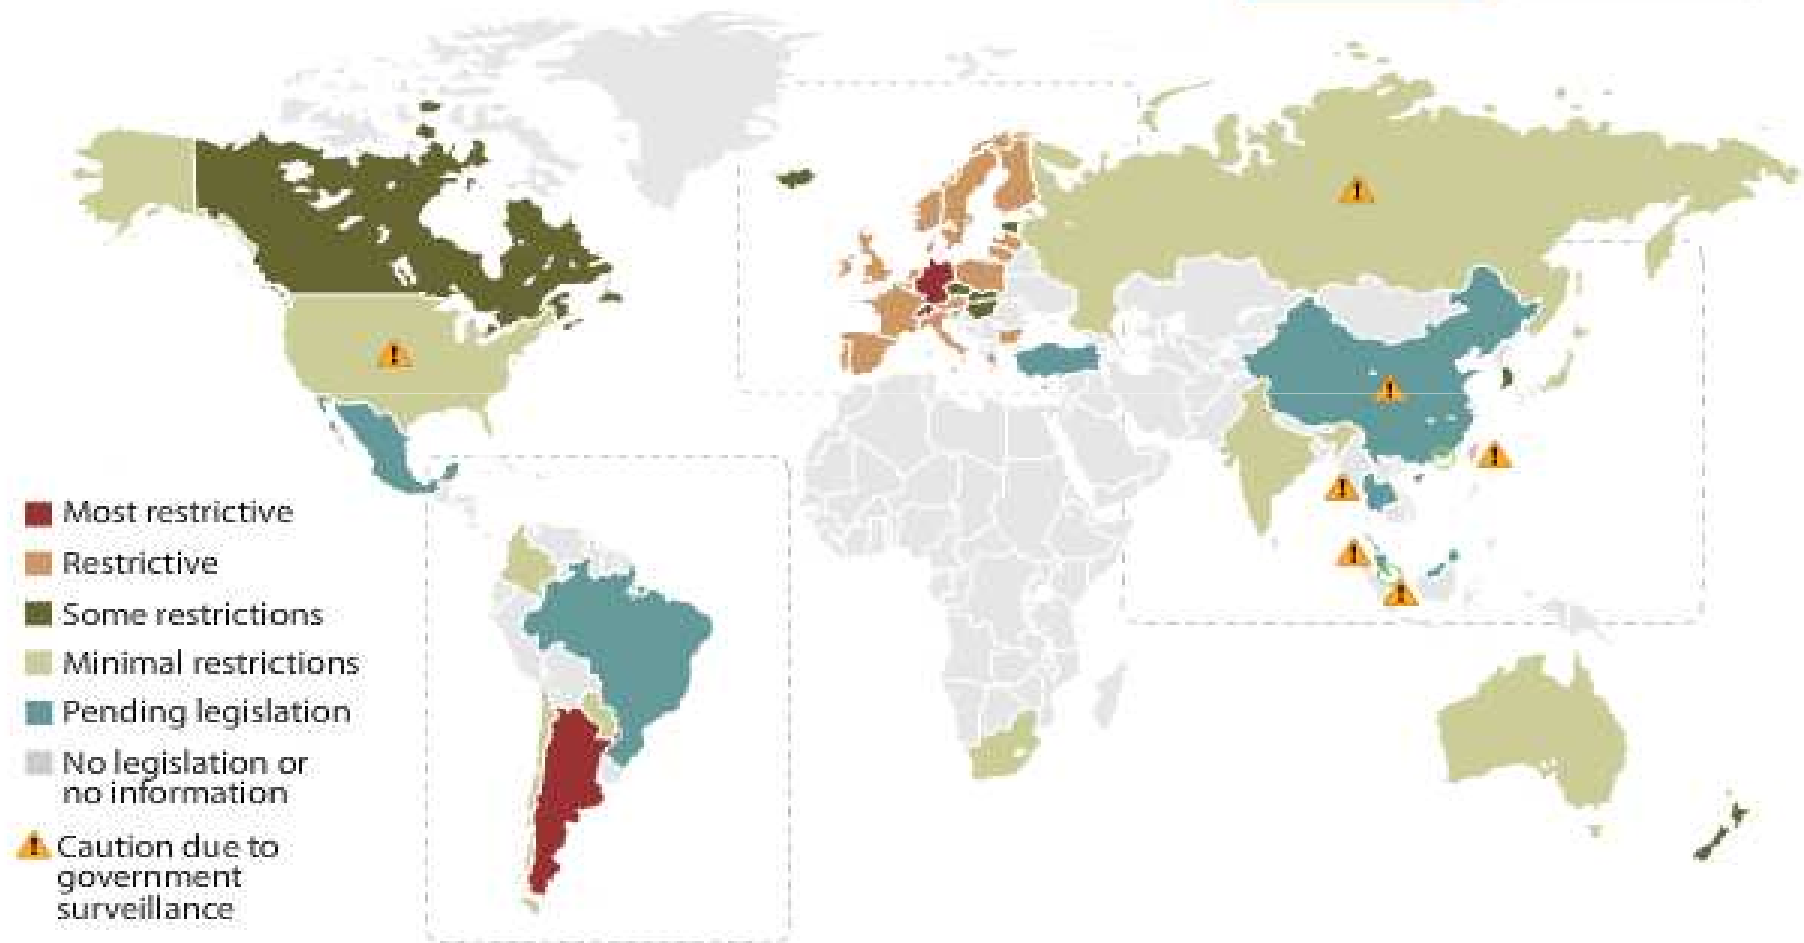 Most restrictive
Restrictive
Some restrictions
Minimal restrictions
Pending legislation
No legislation or
no information
Caution due to
government
surveillance